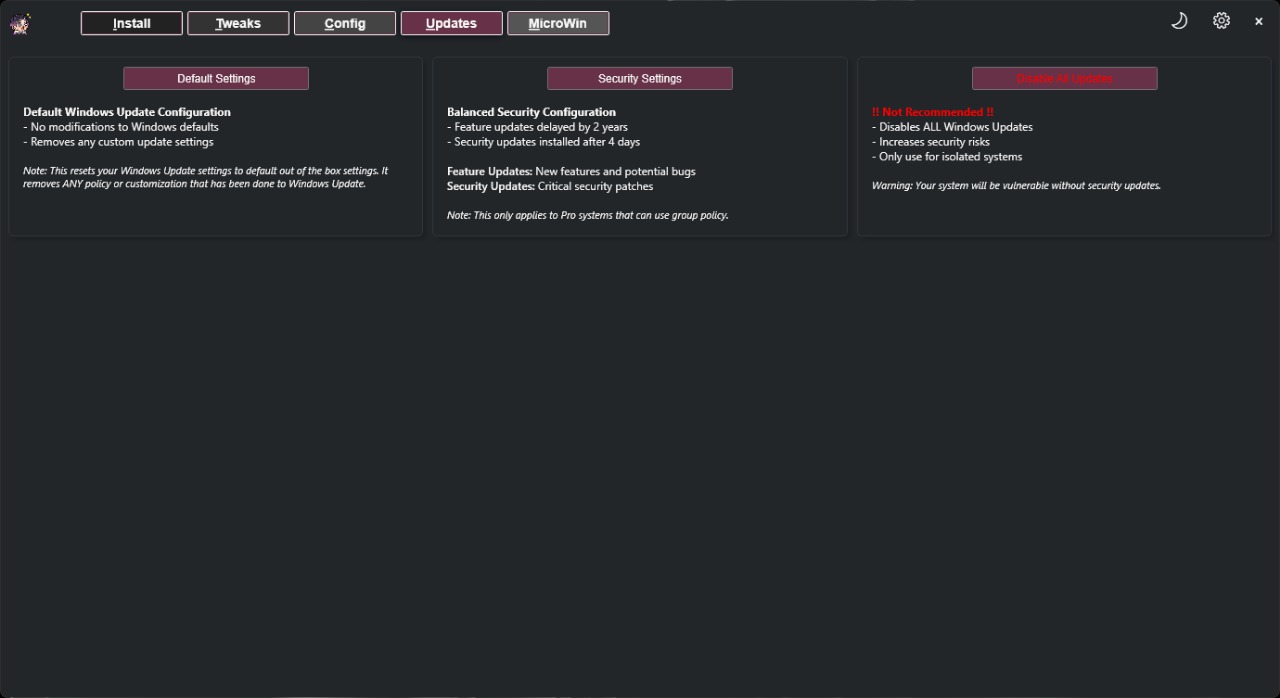 Install
Tweaks
Config
Updates
MicroWin
Default Settings
Default Windows Update Configuration
- No modifications to Windows defaults
- Removes any custom update settings
Note: This resets your Windows Update settings to default out of the box settings. It
removes ANY policy or customization that has been done to Windows Update.
Security Settings
Balanced Security Configuration
- Feature updates delayed by 2 years
- Security updates installed after 4 days
Feature Updates: New features and potential bugs
Security Updates: Critical security patches
Note: This only applies to Pro systems that can use group policy.
Disable All Updates
!! Not Recommended !!
- Disables ALL Windows Updates
- Increases security risks
- Only use for isolated systems
Warning: Your system will be vulnerable without security updates.